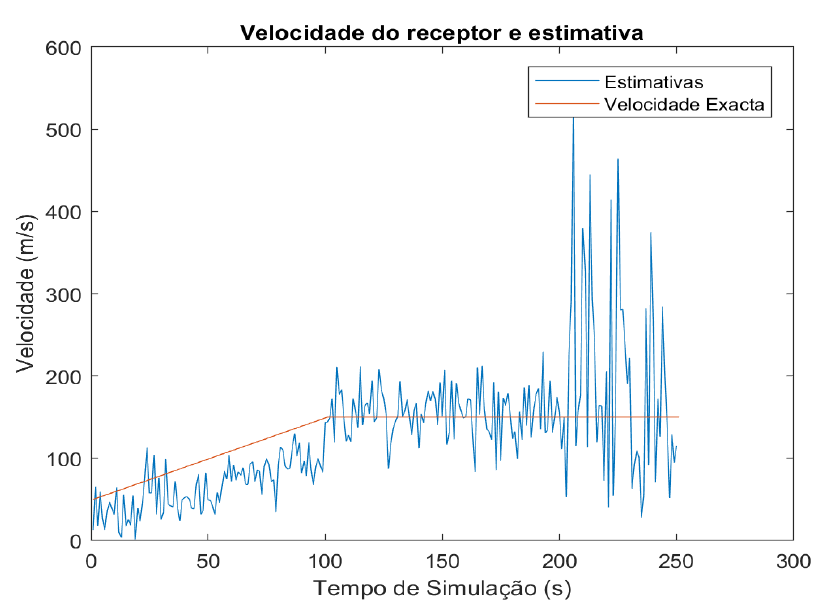 Velocidade do receptor e estimativa
600
500
400
300
200
100
0
Velocidade (m/s)
Estimativas
Velocidade Exacta
0
50
100
150
200
250
300
Tempo de Simulação (s)